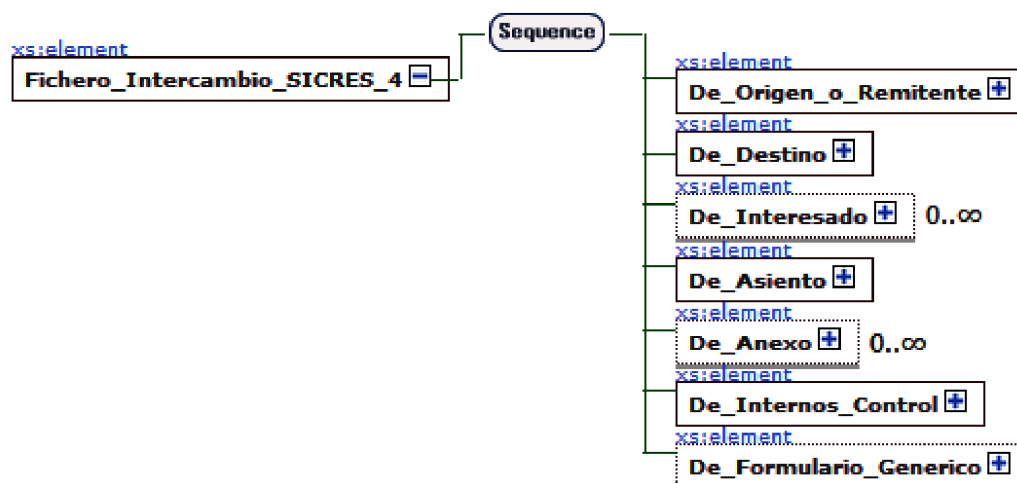 Sequence
xs:element
Fichero_Intercambio_SICRES_4
xs:element
De_Origen_o_Remitente
xs:element
De_Destino
xs:element
De_Interesado 0..∞
xs:element
De_Asiento
xs:element
De_Anexo 0..∞
xs:element
De_Internos_Control
xs:element
De_Formulario_Generico